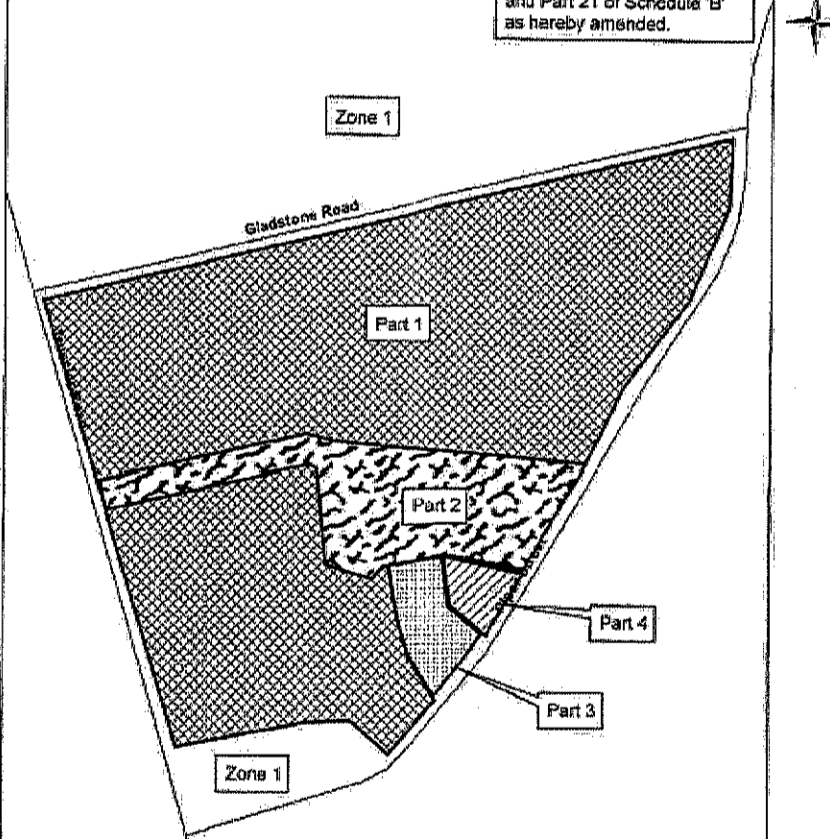 and Part 21 of Schedule 'B'
as hereby amended.
Zone 1
Gladstone Road
Part 1
Part 2
Part 4
Part 3
Zone 1